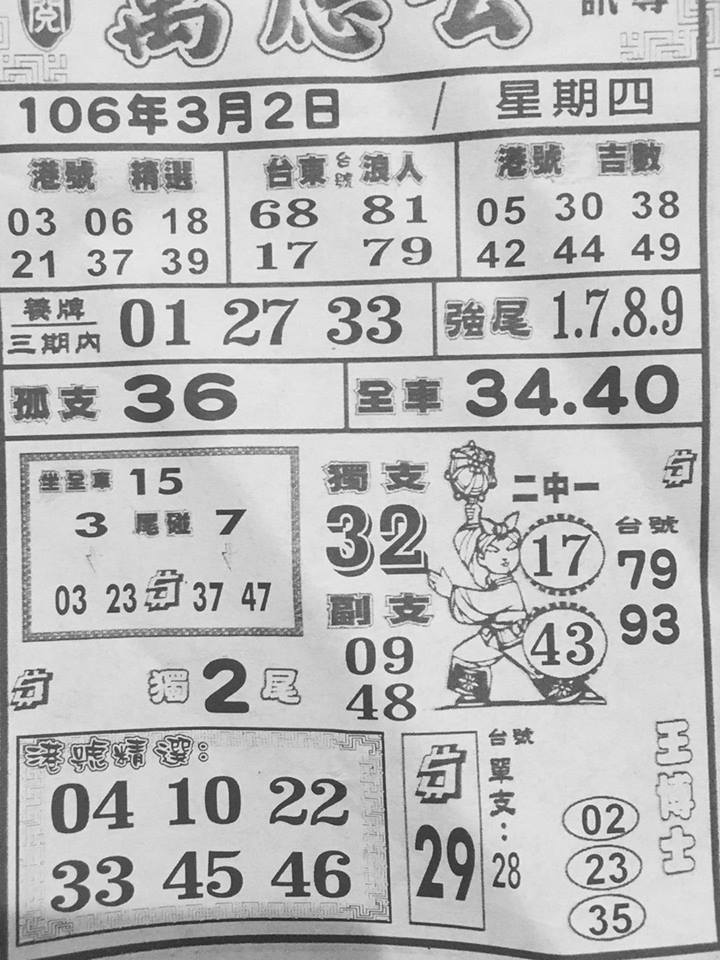 萬應公
106年3月2日 / 星期四
港號 精選
03 06 18
21 37 39
台東 台號 浪人
68 81
17 79
港號 吉數
05 30 38
42 44 49
養牌
三期內
01 27 33
強尾 1.7.8.9
孤支 36
全車 34.40
坐全車 15
3 尾碰 7
03 23 37 47
獨 2 尾
獨支
32
副支
09
48
二中一
17
43
台號
79
93
港號精選:
04 10 22
33 45 46
29
台號
單支:
28
王博士
02
23
35